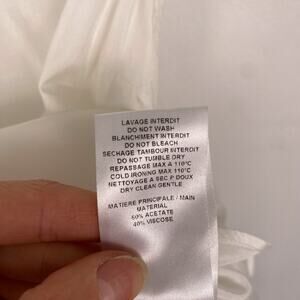 LAVAGE INTERDIT
DO NOT WASH
BLANCHIMENT INTERDIT
DO NOT BLEACH
SECHAGE TAMBOUR INTERDIT
DO NOT TUMBLE DRY
REPASSAGE MAX A 110°C
COLD IRONING MAX 110°C
NETTOYAGE A SEC P DOUX
DRY CLEAN GENTLE
MATIERE PRINCIPALE / MAIN
MATERIAL
60% ACETATE
40% VISCOSE